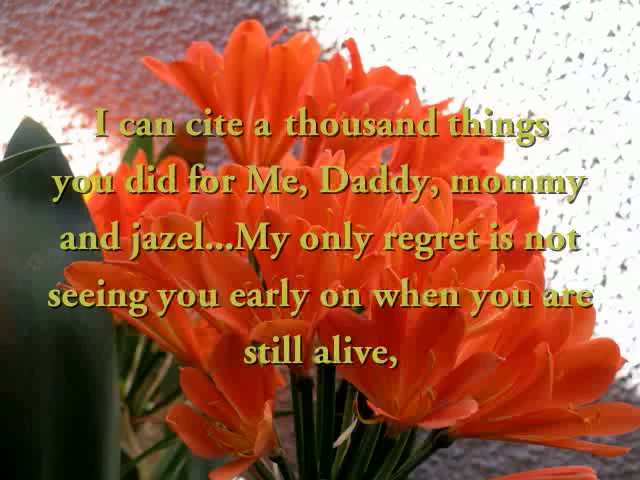 I can cite a thousand things
you did for Me, Daddy, mommy
and jazel...My only regret is not
seeing you early on when you are
still alive,